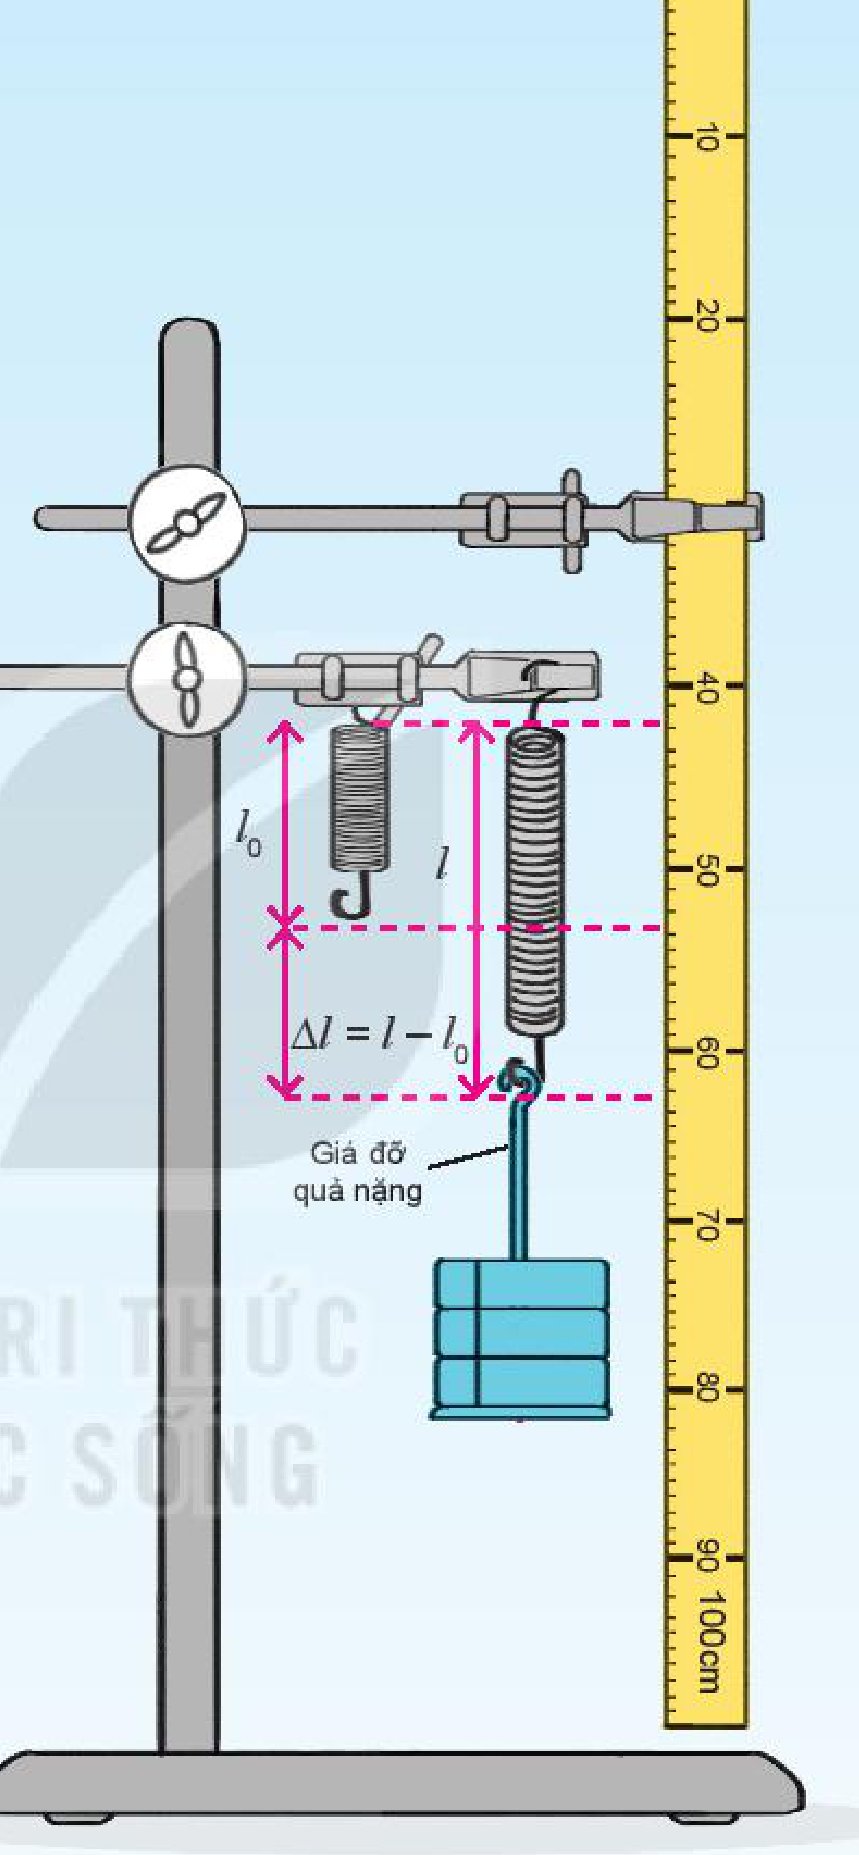 10
20
40
50
60
70
80
90 100cm
l₀
l
Δl = l − l₀
Giá đỡ
quả nặng
RI THỨC
C SỐNG